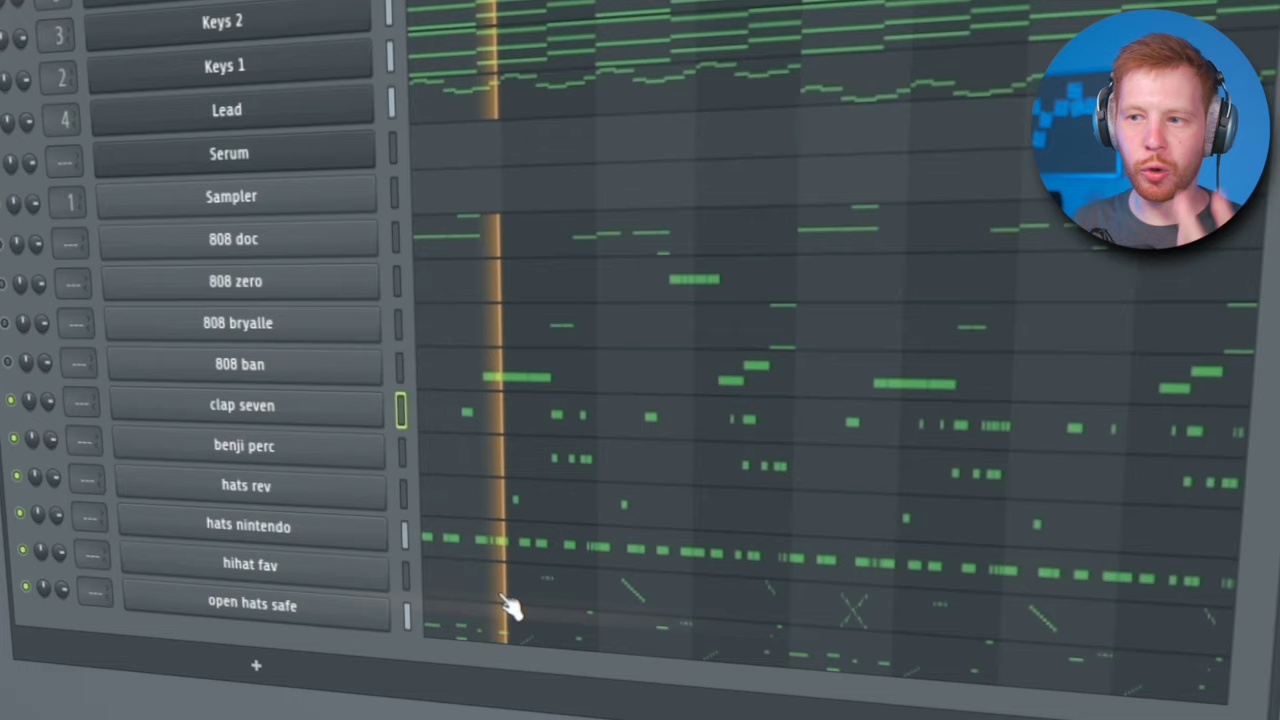 3 Keys 2
2 Keys 1
4 Lead
--- Serum
1 Sampler
--- 808 doc
--- 808 zero
--- 808 bryalle
--- 808 ban
--- clap seven
--- benji perc
--- hats rev
--- hats nintendo
--- hihat fav
--- open hats safe
+